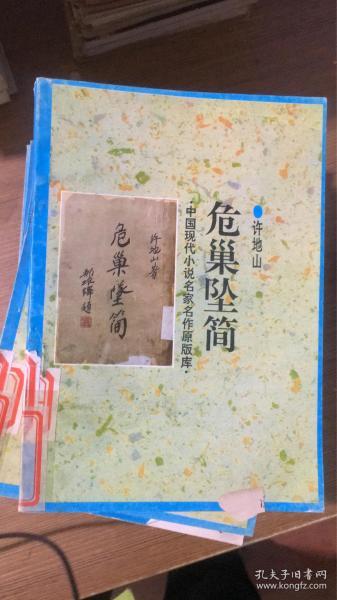 许地山
危巢坠简
·中国现代小说名家名作原版库·
许地山著
危巢墜简
孔夫子旧书网
www.kongfz.com